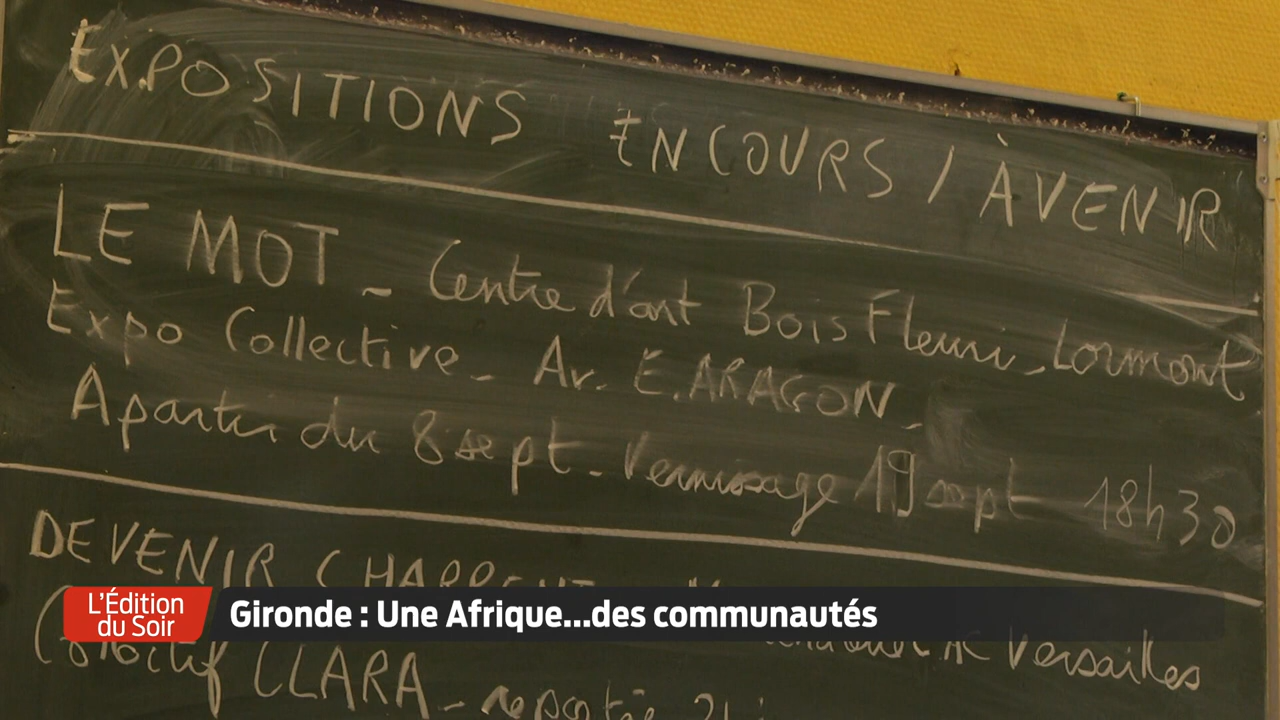 EXPOSITIONS EN COURS / À VENIR
LE MOT - Centre d'art Bois Fleuri - Lormont
Expo Collective - Av. E. ARAGON -
A partir du 8 sept - Vernissage 19 sept 18h30
DEVENIR
Versailles
Collectif CLARA - reportée
L'Édition
du Soir
Gironde : Une Afrique...des communautés